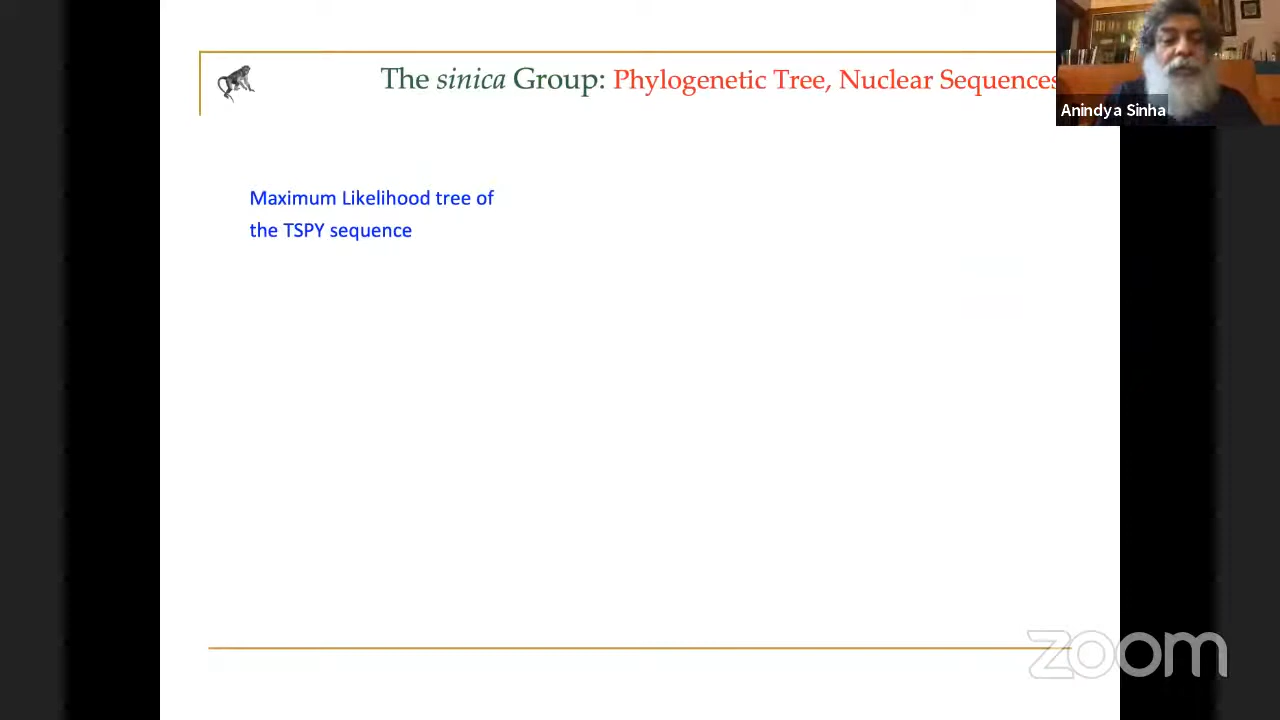 The sinica Group: Phylogenetic Tree, Nuclear Sequences
Anindya Sinha
Maximum Likelihood tree of
the TSPY sequence
zoom